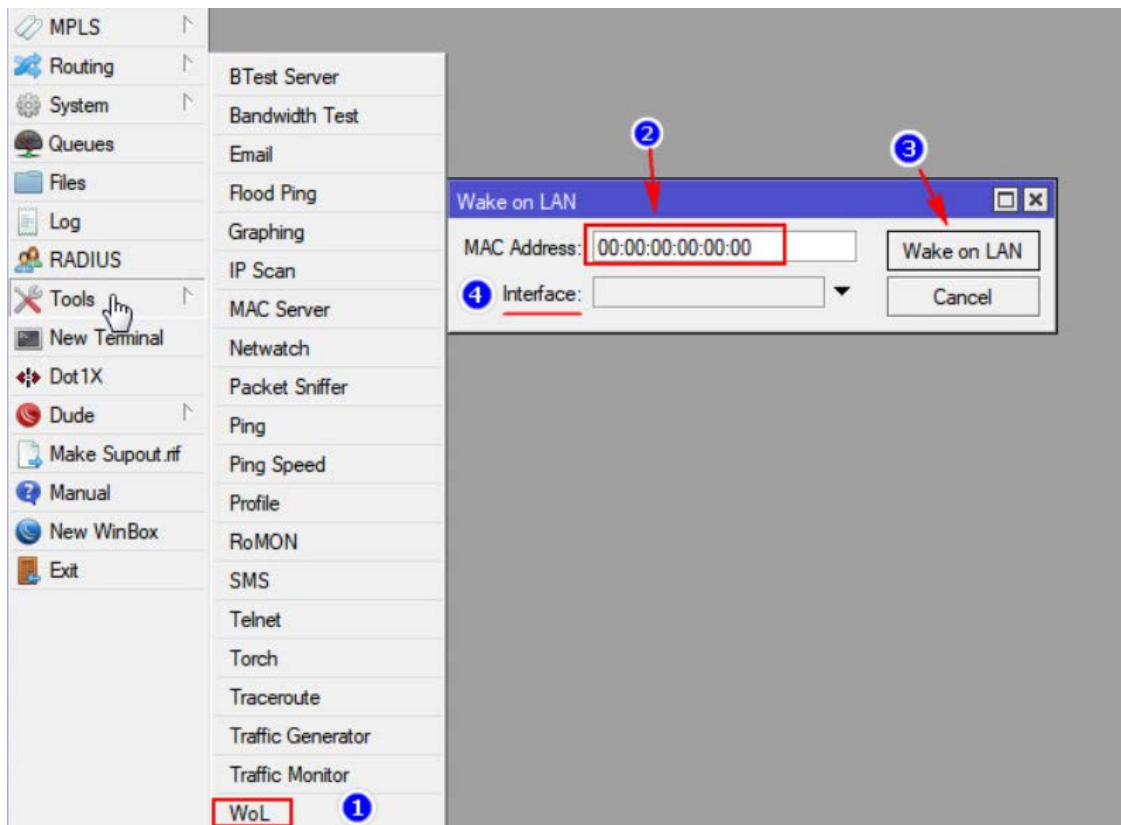 MPLS
Routing
System
Queues
Files
Log
RADIUS
Tools
New Terminal
Dot1X
Dude
Make Supout.rif
Manual
New WinBox
Exit
BTest Server
Bandwidth Test
Email
Flood Ping
Graphing
IP Scan
MAC Server
Netwatch
Packet Sniffer
Ping
Ping Speed
Profile
RoMON
SMS
Telnet
Torch
Traceroute
Traffic Generator
Traffic Monitor
WoL 1
2
3
Wake on LAN
MAC Address: 00:00:00:00:00:00 Wake on LAN
4 Interface: Cancel